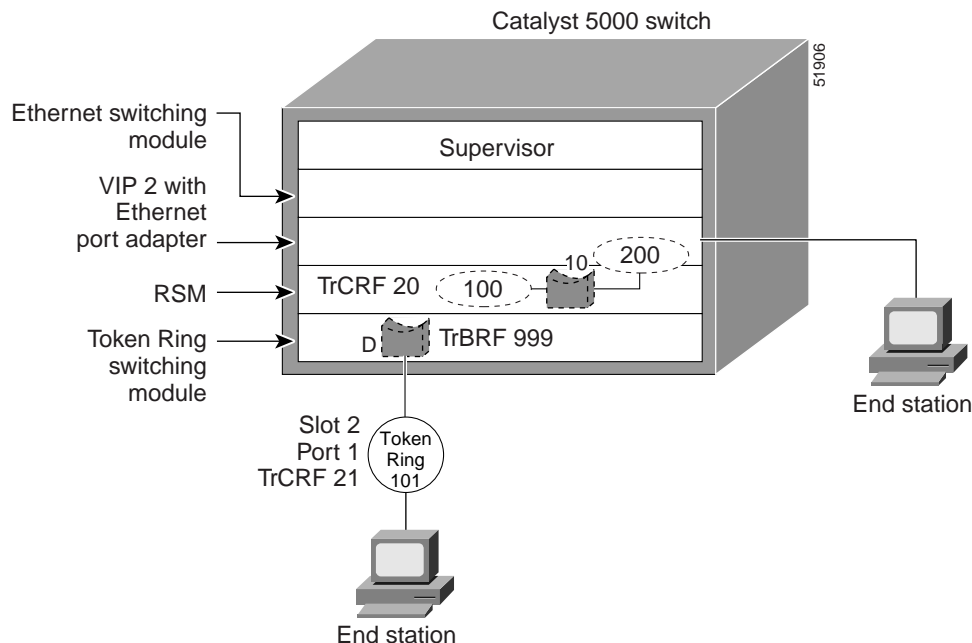 Catalyst 5000 switch
51906
Ethernet switching
module
VIP 2 with
Ethernet
port adapter
RSM
Token Ring
switching
module
Supervisor
200
10
TrCRF 20
100
D
TrBRF 999
Slot 2
Port 1
TrCRF 21
Token
Ring
101
End station
End station